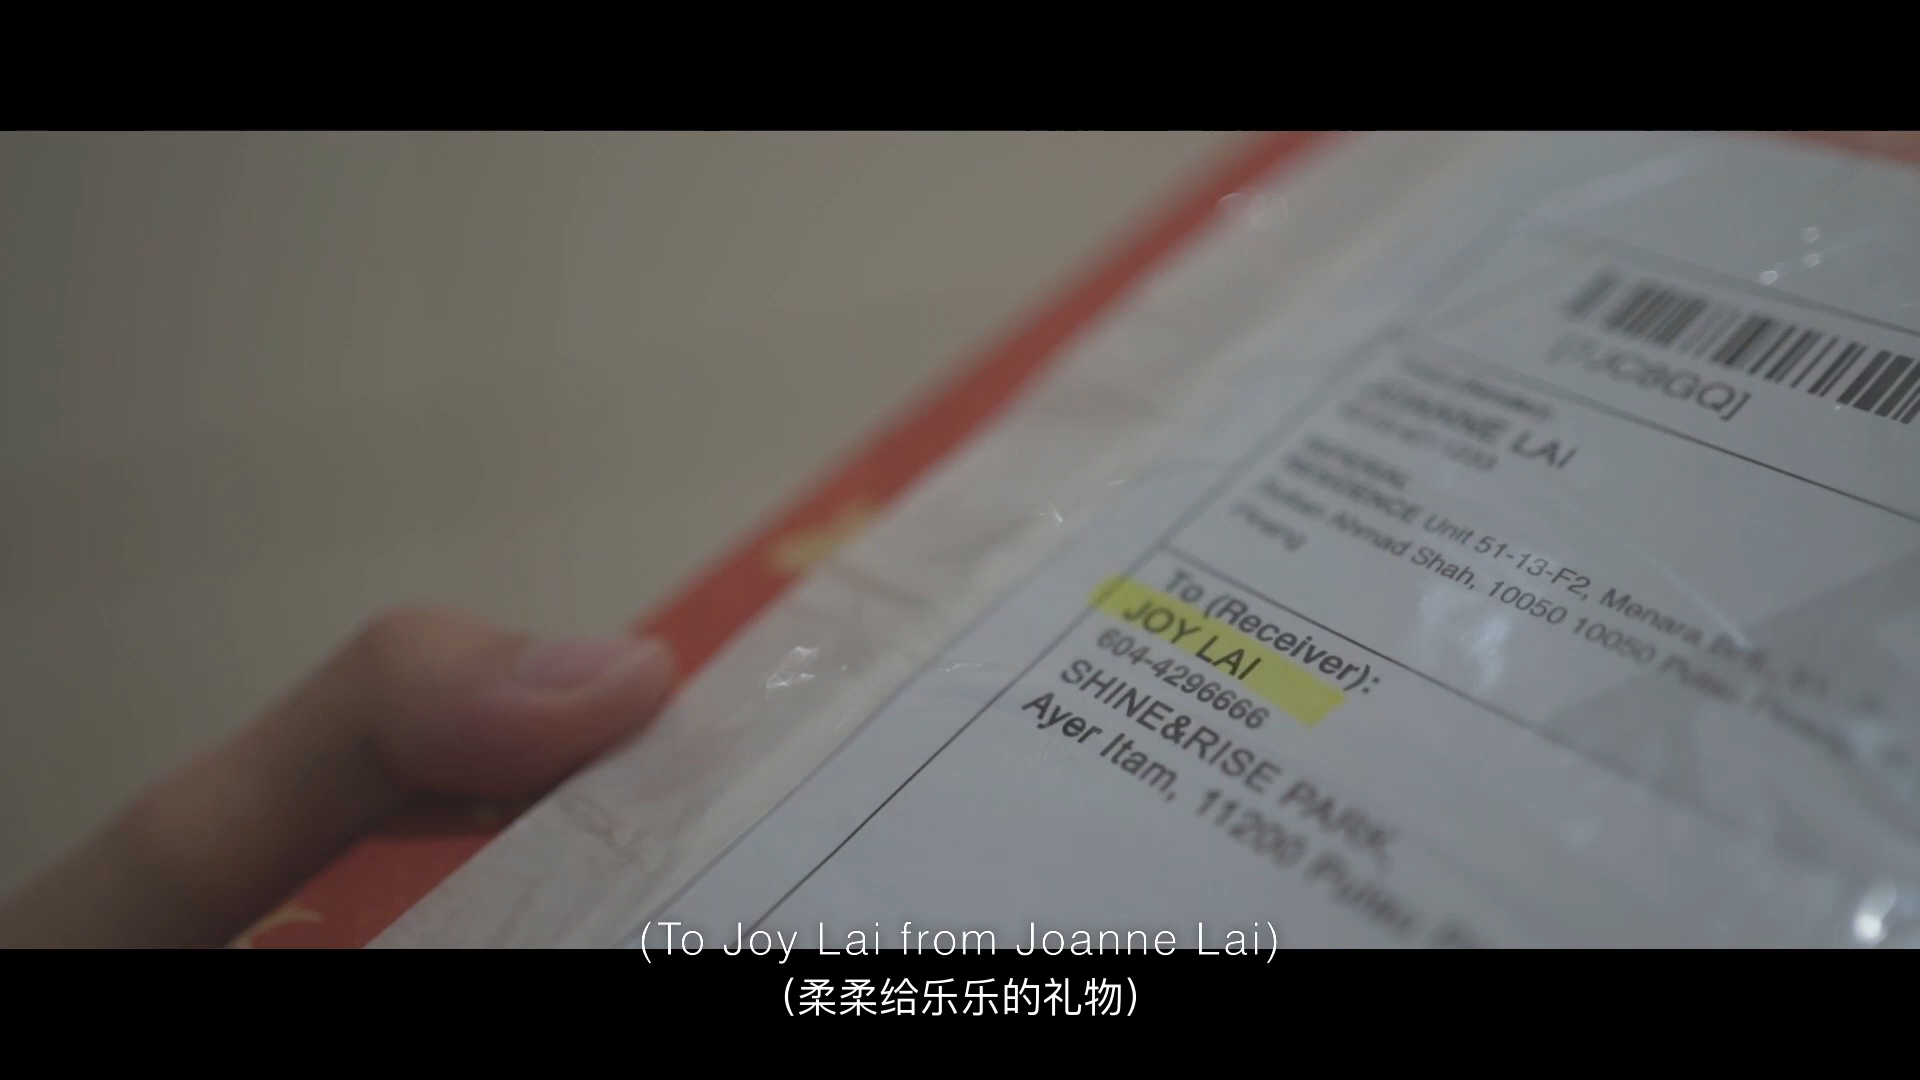 JOANNE LAI
RESIDENCE Unit 51-13-F2, Menara
Sultan Ahmad Shah, 10050 10050 Pulau
To (Receiver):
JOY LAI
604-4296666
SHINE&RISE PARK,
Ayer Itam, 11200 Pulau
(To Joy Lai from Joanne Lai)
(柔柔给乐乐的礼物)